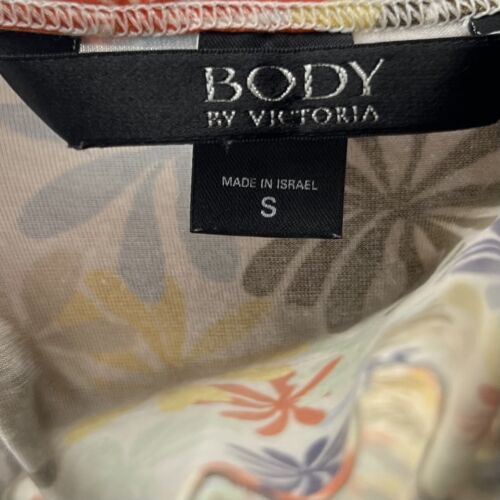 BODY
BY VICTORIA
MADE IN ISRAEL
S